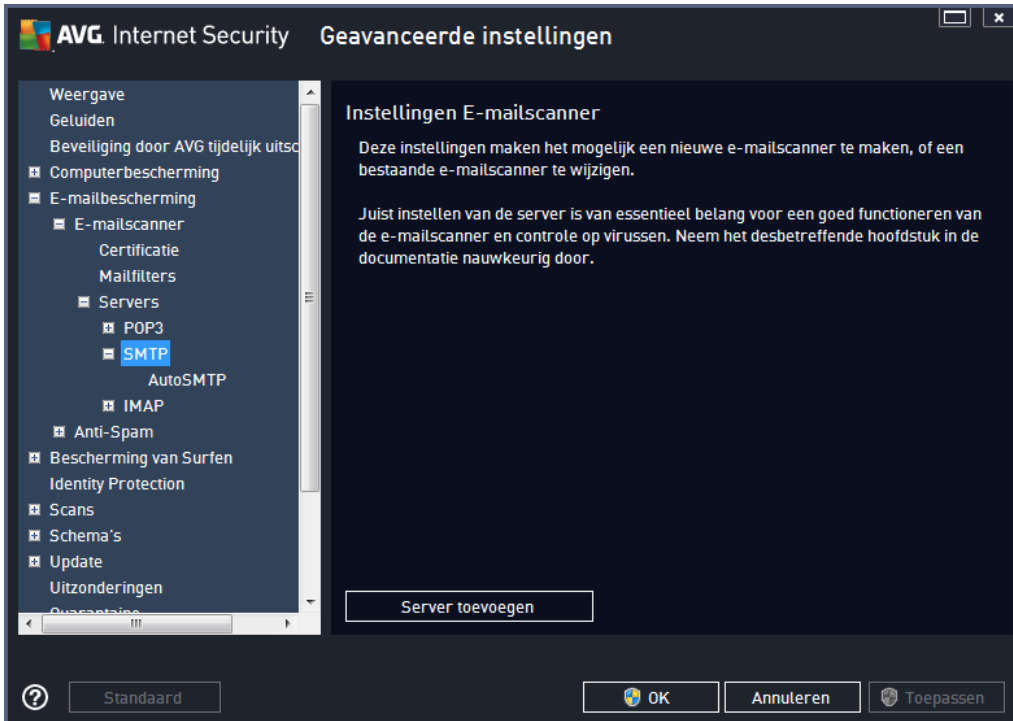 AVG. Internet Security Geavanceerde instellingen
Weergave
Geluiden
Beveiliging door AVG tijdelijk uitsc
Computerbescherming
E-mailbescherming
E-mailscanner
Certificatie
Mailfilters
Servers
POP3
SMTP
AutoSMTP
IMAP
Anti-Spam
Bescherming van Surfen
Identity Protection
Scans
Schema's
Update
Uitzonderingen
Quarantaine
Instellingen E-mailscanner
Deze instellingen maken het mogelijk een nieuwe e-mailscanner te maken, of een
bestaande e-mailscanner te wijzigen.
Juist instellen van de server is van essentieel belang voor een goed functioneren van
de e-mailscanner en controle op virussen. Neem het desbetreffende hoofdstuk in de
documentatie nauwkeurig door.
Server toevoegen
Standaard
OK
Annuleren
Toepassen